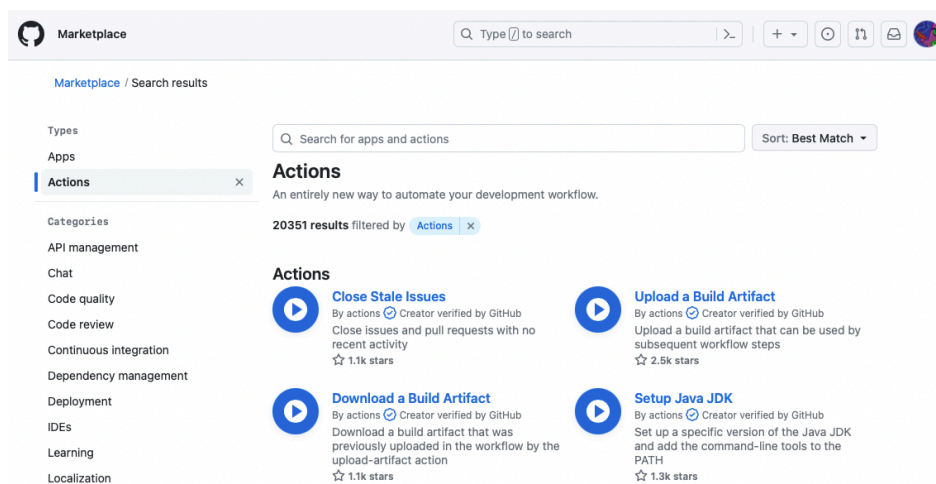 Marketplace
Type / to search
Marketplace / Search results
Types
Apps
Actions
Categories
API management
Chat
Code quality
Code review
Continuous integration
Dependency management
Deployment
IDEs
Learning
Localization
Search for apps and actions
Sort: Best Match
Actions
An entirely new way to automate your development workflow.
20351 results filtered by Actions
Actions
Close Stale Issues
By actions Creator verified by GitHub
Close issues and pull requests with no
recent activity
1.1k stars
Upload a Build Artifact
By actions Creator verified by GitHub
Upload a build artifact that can be used by
subsequent workflow steps
2.5k stars
Download a Build Artifact
By actions Creator verified by GitHub
Download a build artifact that was
previously uploaded in the workflow by the
upload-artifact action
1.1k stars
Setup Java JDK
By actions Creator verified by GitHub
Set up a specific version of the Java JDK
and add the command-line tools to the
PATH
1.3k stars